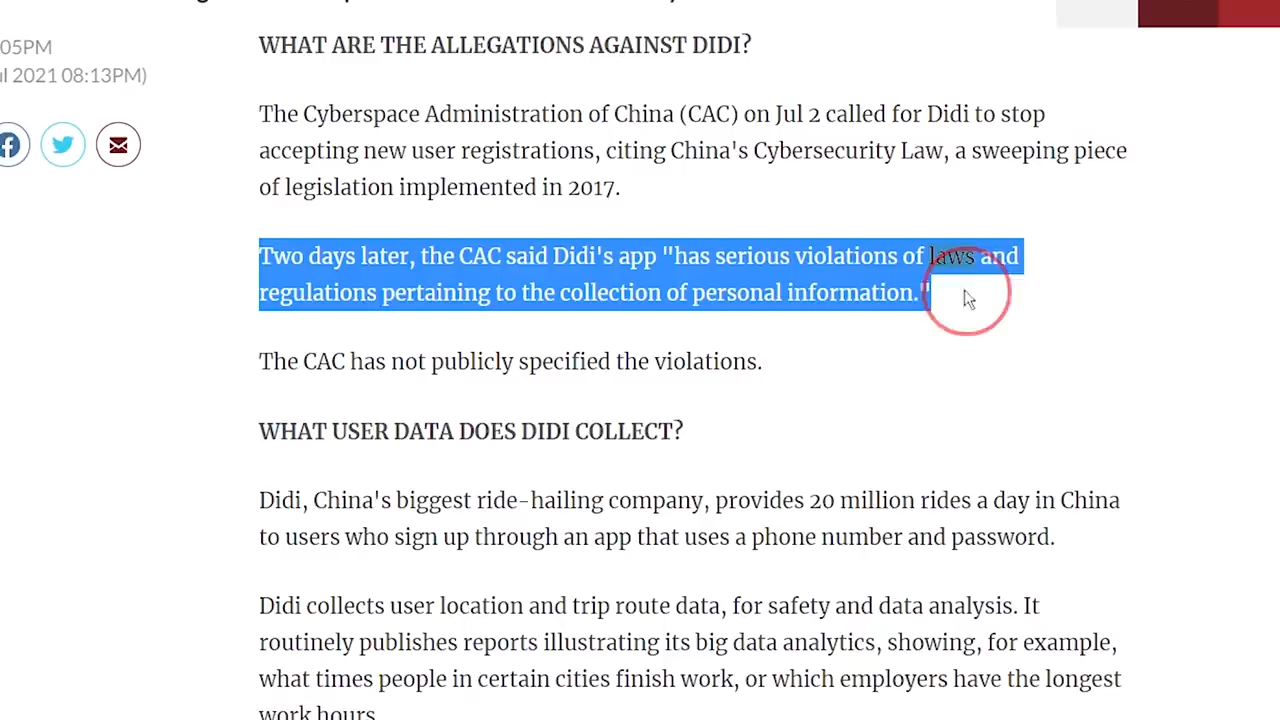 05PM
WHAT ARE THE ALLEGATIONS AGAINST DIDI?
2021 08:13PM)
The Cyberspace Administration of China (CAC) on Jul 2 called for Didi to stop
accepting new user registrations, citing China's Cybersecurity Law, a sweeping piece
of legislation implemented in 2017.
Two days later, the CAC said Didi's app "has serious violations of laws and
regulations pertaining to the collection of personal information."
The CAC has not publicly specified the violations.
WHAT USER DATA DOES DIDI COLLECT?
Didi, China's biggest ride-hailing company, provides 20 million rides a day in China
to users who sign up through an app that uses a phone number and password.
Didi collects user location and trip route data, for safety and data analysis. It
routinely publishes reports illustrating its big data analytics, showing, for example,
what times people in certain cities finish work, or which employers have the longest
work hours.